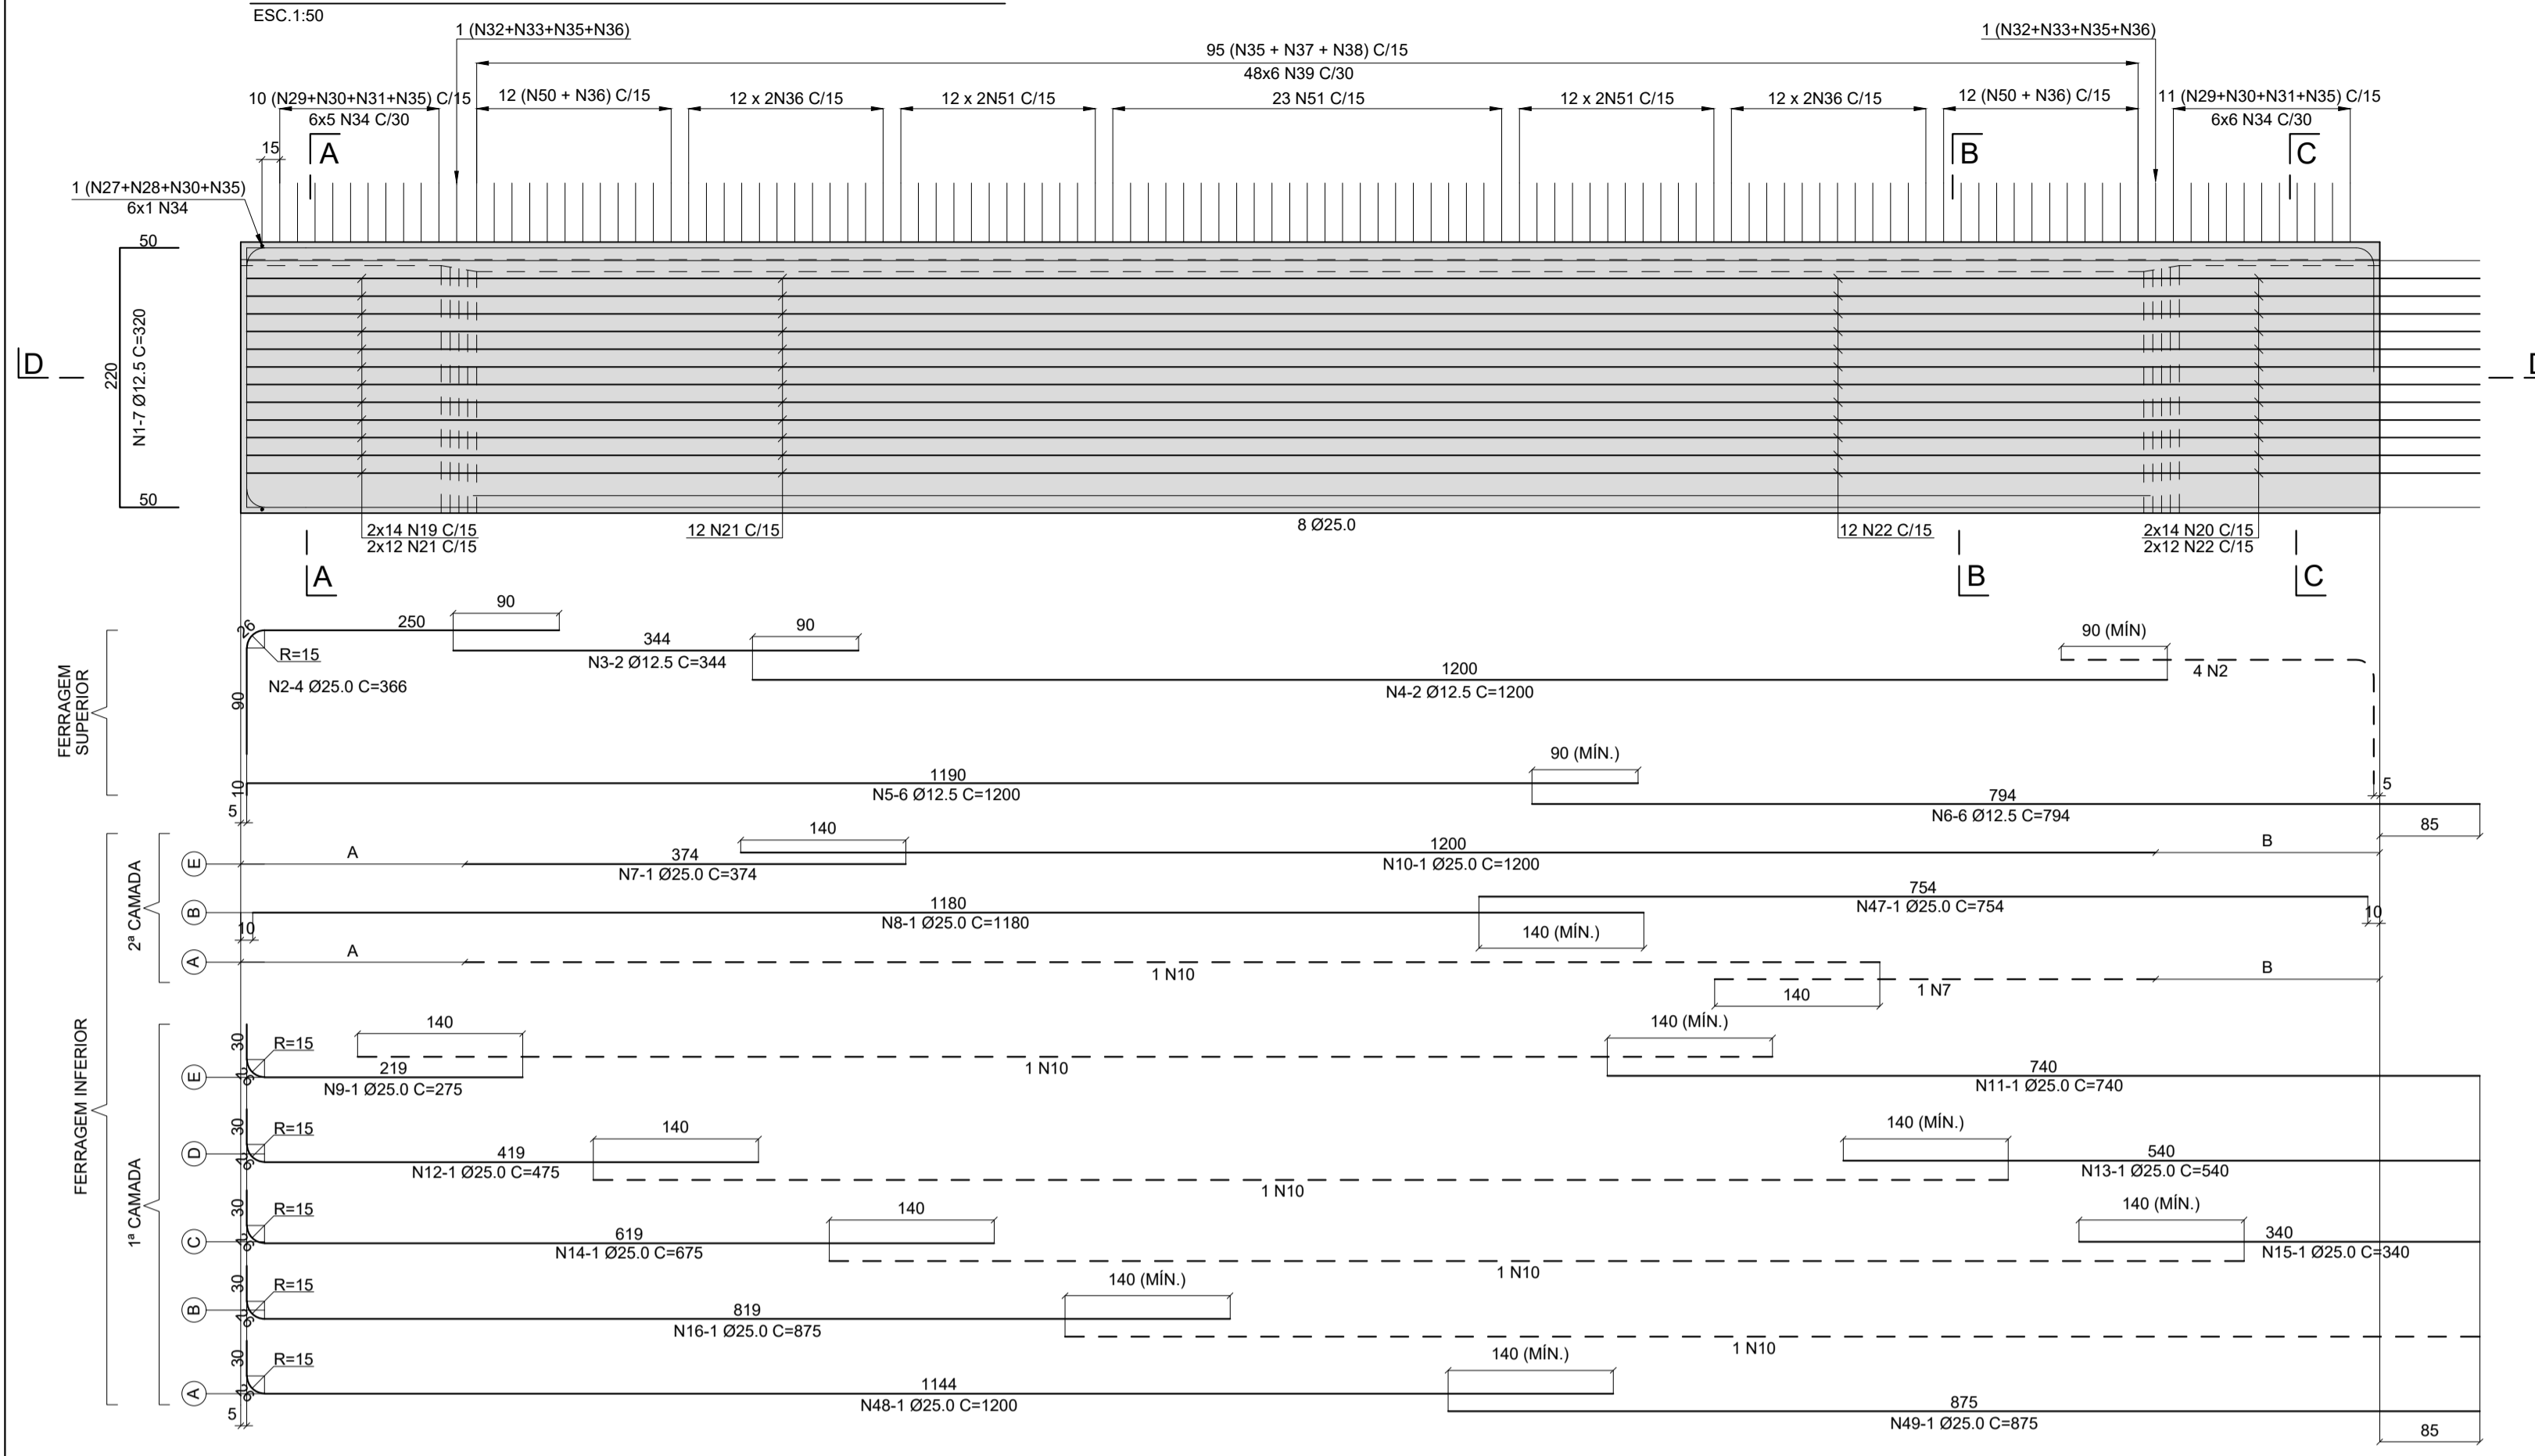 ESC.1:50
1 (N32+N33+N35+N36)
1 (N32+N33+N35+N36)
95 (N35 + N37 + N38) C/15
48x6 N39 C/30
10 (N29+N30+N31+N35) C/15
6x5 N34 C/30
12 (N50 + N36) C/15
12 x 2N36 C/15
12 x 2N51 C/15
23 N51 C/15
12 x 2N51 C/15
12 x 2N36 C/15
12 (N50 + N36) C/15
11 (N29+N30+N31+N35) C/15
6x6 N34 C/30
15
A
B
C
1 (N27+N28+N30+N35)
6x1 N34
50
220
N1-7 Ø12.5 C=320
50
D
2x14 N19 C/15
2x12 N21 C/15
12 N21 C/15
8 Ø25.0
12 N22 C/15
2x14 N20 C/15
2x12 N22 C/15
A
B
C
FERRAGEM
SUPERIOR
26
250
90
R=15
344
N3-2 Ø12.5 C=344
90
N2-4 Ø25.0 C=366
90
1200
N4-2 Ø12.5 C=1200
90 (MÍN)
4 N2
10
5
1190
N5-6 Ø12.5 C=1200
90 (MÍN.)
5
794
N6-6 Ø12.5 C=794
85
FERRAGEM INFERIOR
2ª CAMADA
E
A
374
N7-1 Ø25.0 C=374
140
1200
N10-1 Ø25.0 C=1200
B
B
10
1180
N8-1 Ø25.0 C=1180
754
N47-1 Ø25.0 C=754
140 (MÍN.)
10
A
A
1 N10
140
1 N7
B
1ª CAMADA
E
30
R=15
219
N9-1 Ø25.0 C=275
140
1 N10
140 (MÍN.)
740
N11-1 Ø25.0 C=740
D
30
R=15
419
N12-1 Ø25.0 C=475
140
1 N10
140 (MÍN.)
540
N13-1 Ø25.0 C=540
C
30
R=15
619
N14-1 Ø25.0 C=675
140
1 N10
140 (MÍN.)
340
N15-1 Ø25.0 C=340
B
30
R=15
819
N16-1 Ø25.0 C=875
140 (MÍN.)
1 N10
A
30
R=15
5
1144
N48-1 Ø25.0 C=1200
140 (MÍN.)
875
N49-1 Ø25.0 C=875
85